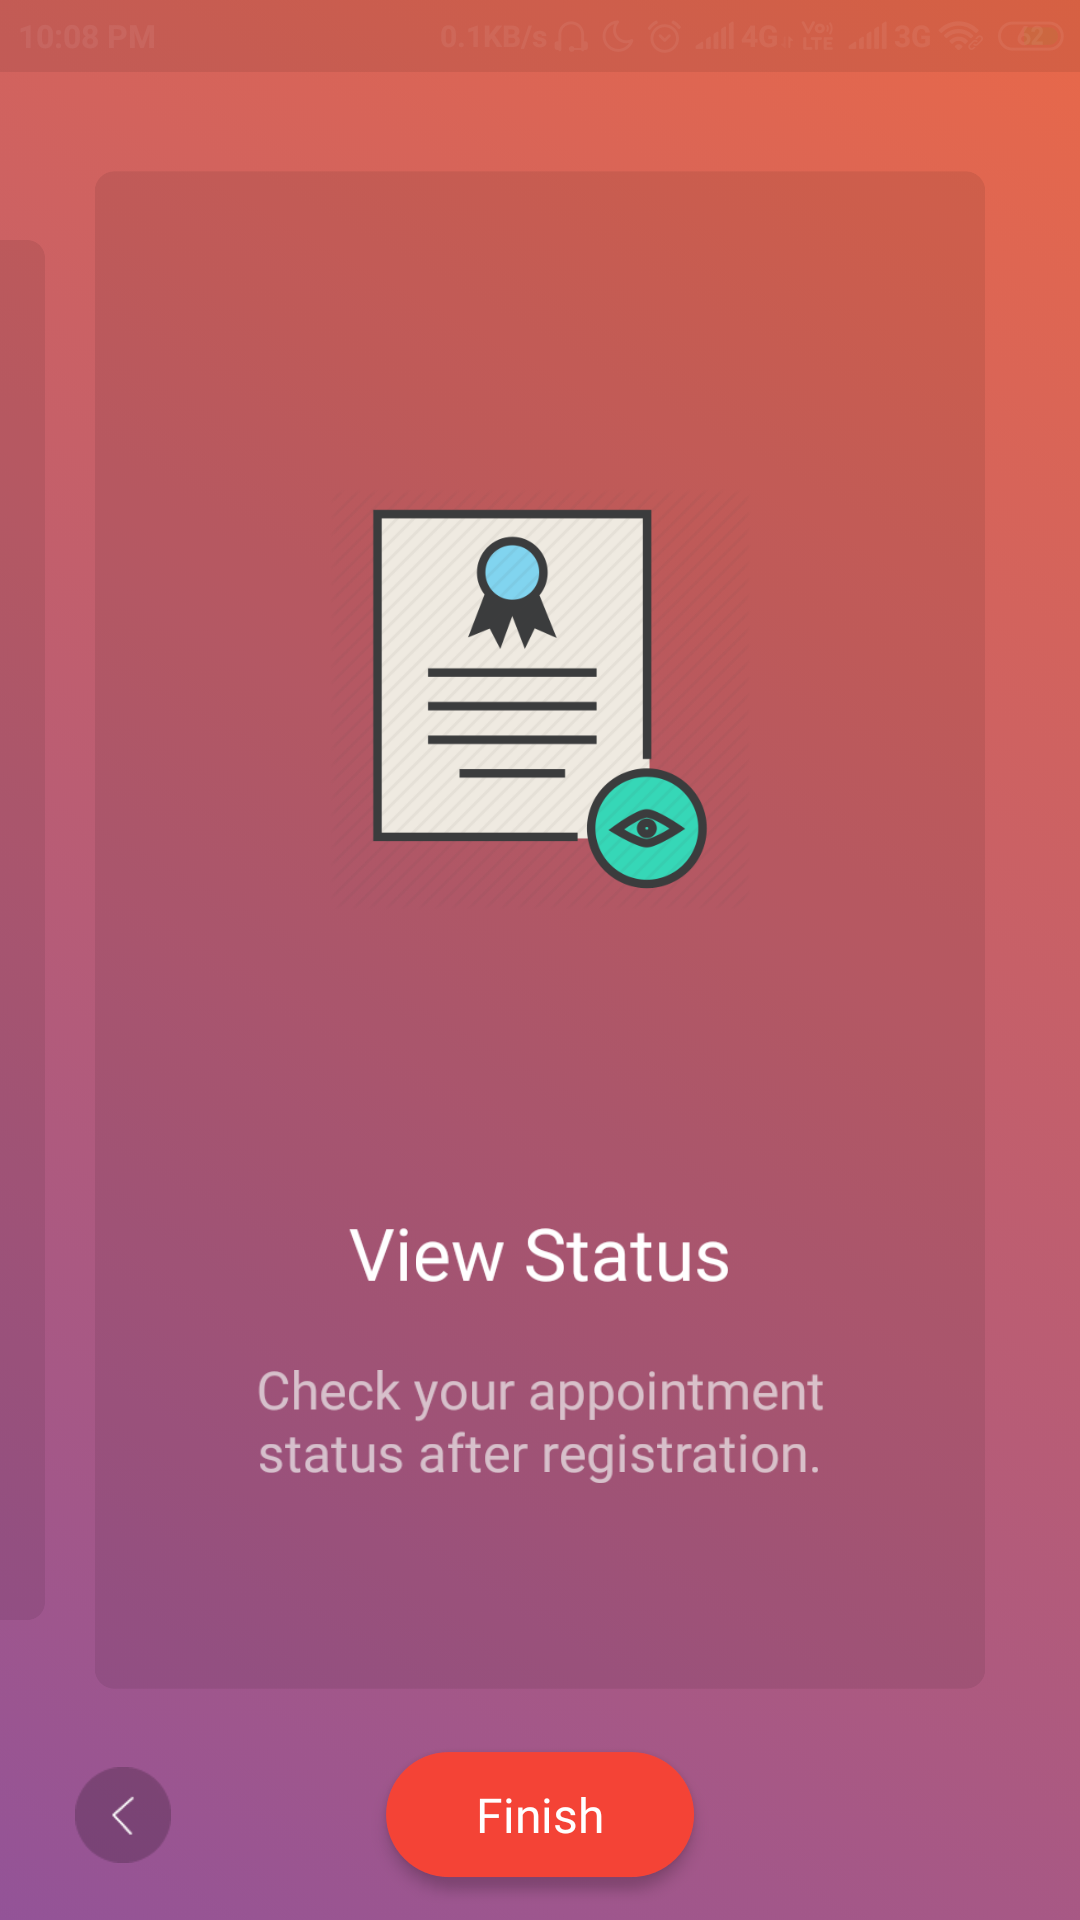 10:08 PM 0.1KB/s 4G Vo) LTE 3G 62
View Status
Check your appointment
status after registration.
Finish